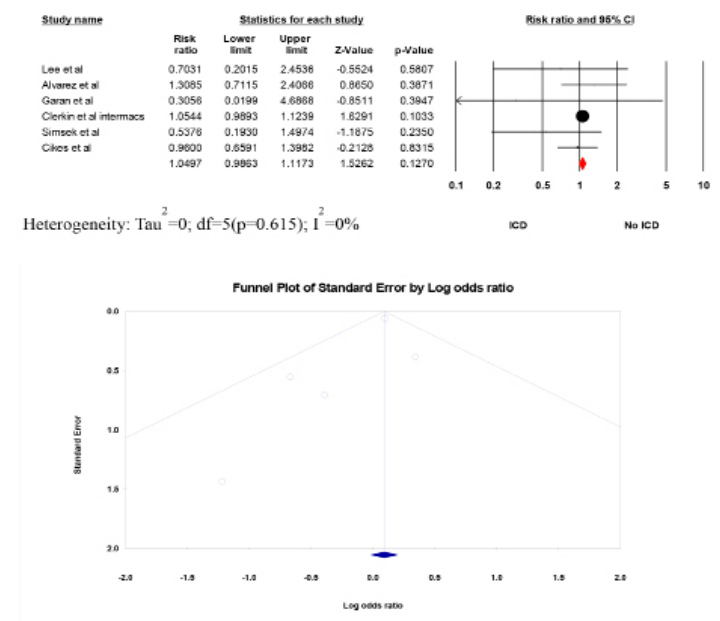 Study name Statistics for each study Risk ratio and 95% CI
Risk ratio Lower limit Upper limit Z-Value p-Value
Lee et al 0.7031 0.2015 2.4536 -0.5524 0.5807
Alvarez et al 1.3085 0.7115 2.4066 0.8650 0.3871
Garan et al 0.3056 0.0199 4.6868 -0.8511 0.3947
Clerkin et al intermacs 1.0544 0.9893 1.1239 1.6291 0.1033
Simsek et al 0.5376 0.1930 1.4974 -1.1875 0.2350
Cikes et al 0.9600 0.6591 1.3982 -0.2128 0.8315
1.0497 0.9863 1.1173 1.5262 0.1270
0.1 0.2 0.5 1 2 5 10
Heterogeneity: Tau²=0; df=5(p=0.615); I²=0%
ICD No ICD
Funnel Plot of Standard Error by Log odds ratio
0.0
0.5
1.0
1.5
2.0
Standard Error
-2.0 -1.5 -1.0 -0.5 0.0 0.5 1.0 1.5 2.0
Log odds ratio